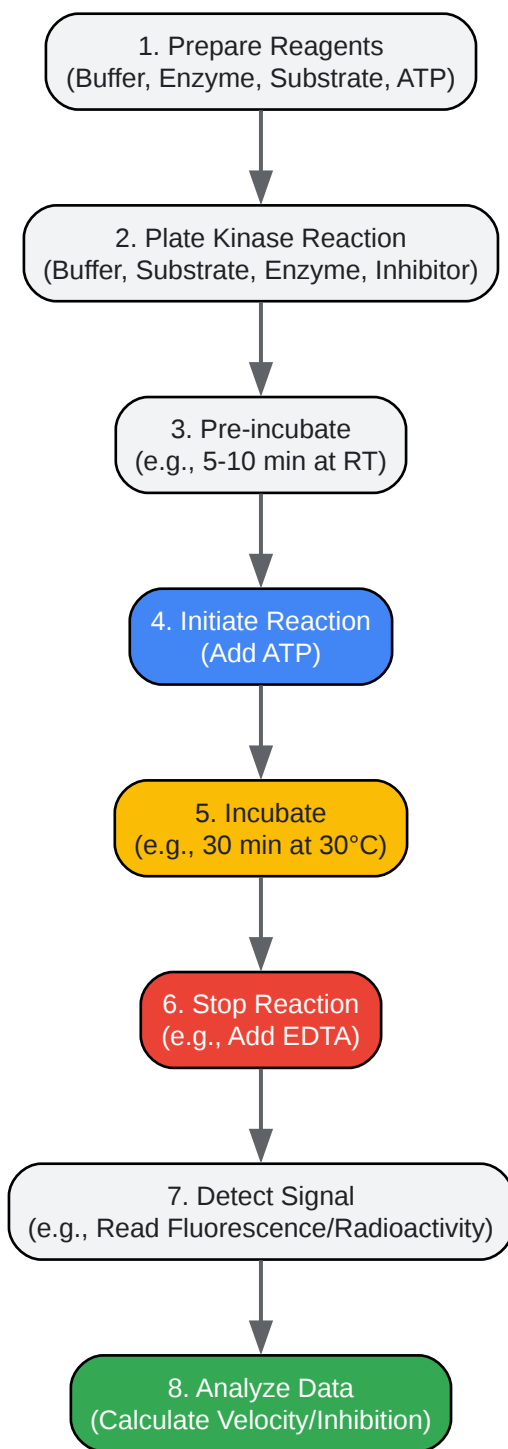 1. Prepare Reagents
(Buffer, Enzyme, Substrate, ATP)
2. Plate Kinase Reaction
(Buffer, Substrate, Enzyme, Inhibitor)
3. Pre-incubate
(e.g., 5-10 min at RT)
4. Initiate Reaction
(Add ATP)
5. Incubate
(e.g., 30 min at 30°C)
6. Stop Reaction
(e.g., Add EDTA)
7. Detect Signal
(e.g., Read Fluorescence/Radioactivity)
8. Analyze Data
(Calculate Velocity/Inhibition)